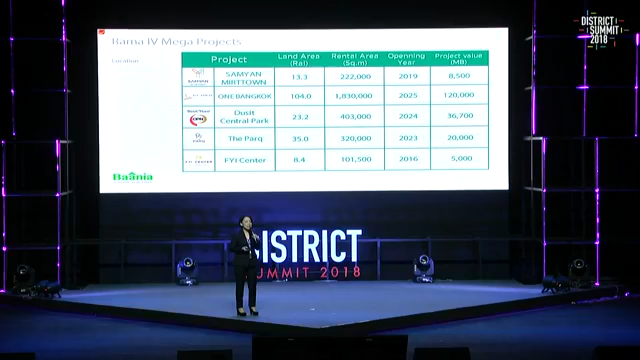 DISTRICT
SUMMIT
2018
Rama IV Mega Projects
Location
Project Land Area (Rai) Rental Area (Sq.m) Openning Year Project value (MB)
SAMYAN MIRTTOWN 13.3 222,000 2019 8,500
ONE BANGKOK 104.0 1,830,000 2025 120,000
Dusit Central Park 23.2 403,000 2024 36,700
The Parq 35.0 320,000 2023 20,000
FYI Center 8.4 101,500 2016 5,000
Baania
ISTRICT
UMMIT 2018